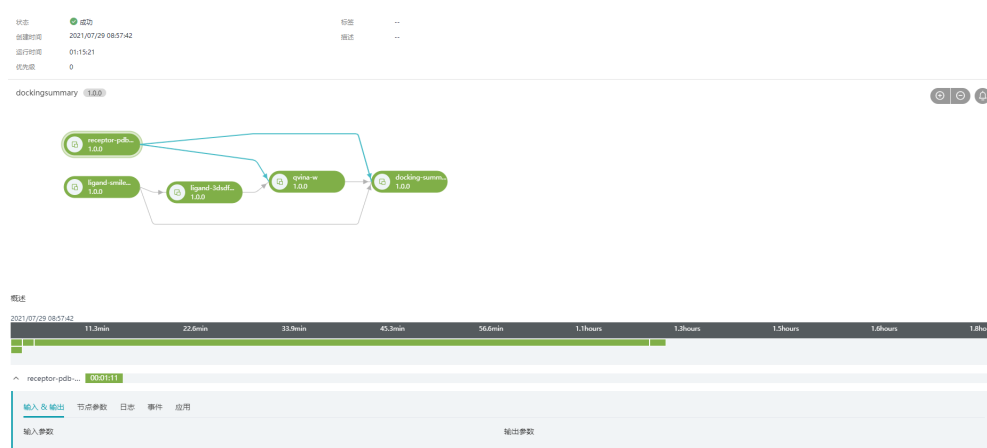 状态 成功 标签 --
创建时间 2021/07/29 08:57:42 描述 --
运行时间 01:15:21
优先级 0
dockingsummary 1.0.0
receptor-pdb...
1.0.0
ligand-smile...
1.0.0
ligand-3dsdf...
1.0.0
qvina-w
1.0.0
docking-summ...
1.0.0
概述
2021/07/29 08:57:42
11.3min 22.6min 33.9min 45.3min 56.6min 1.1hours 1.3hours 1.5hours 1.6hours 1.8ho
receptor-pdb-... 00:01:11
输入 & 输出 节点参数 日志 事件 应用
输入参数 输出参数